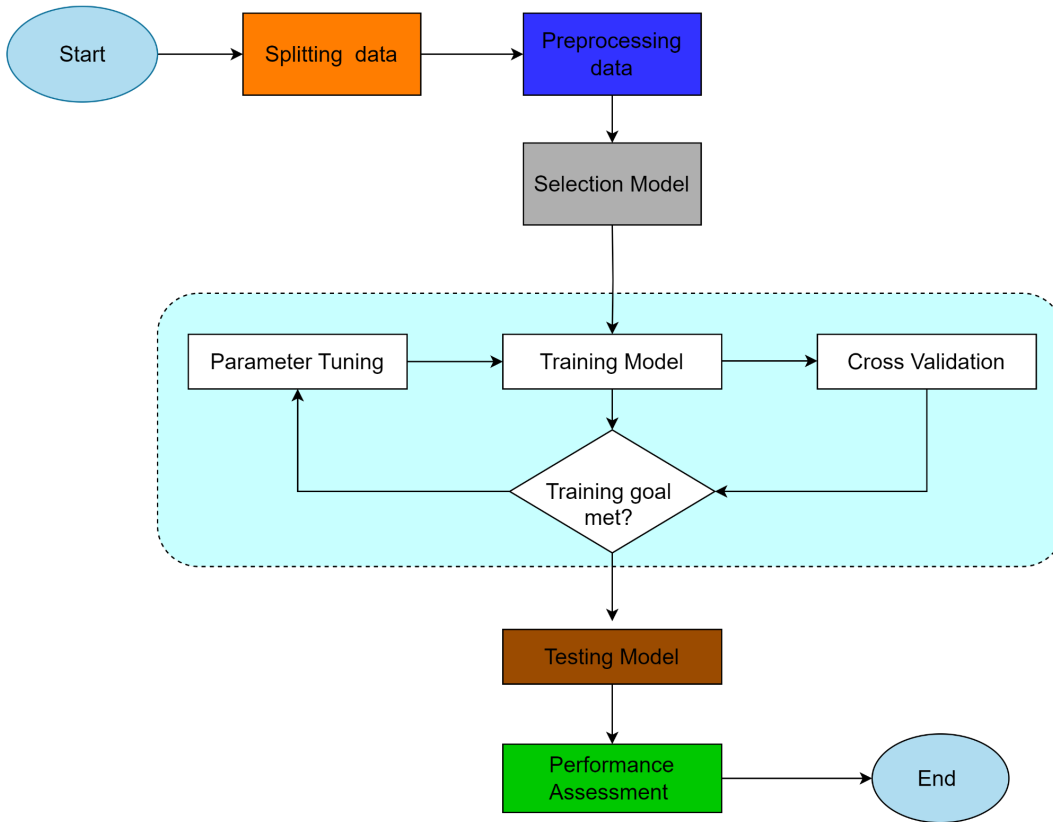 Start
Splitting  data
Preprocessing
data
Selection Model
Parameter Tuning
Training Model
Cross Validation
Training goal
met?
Testing Model
Performance
Assessment
End